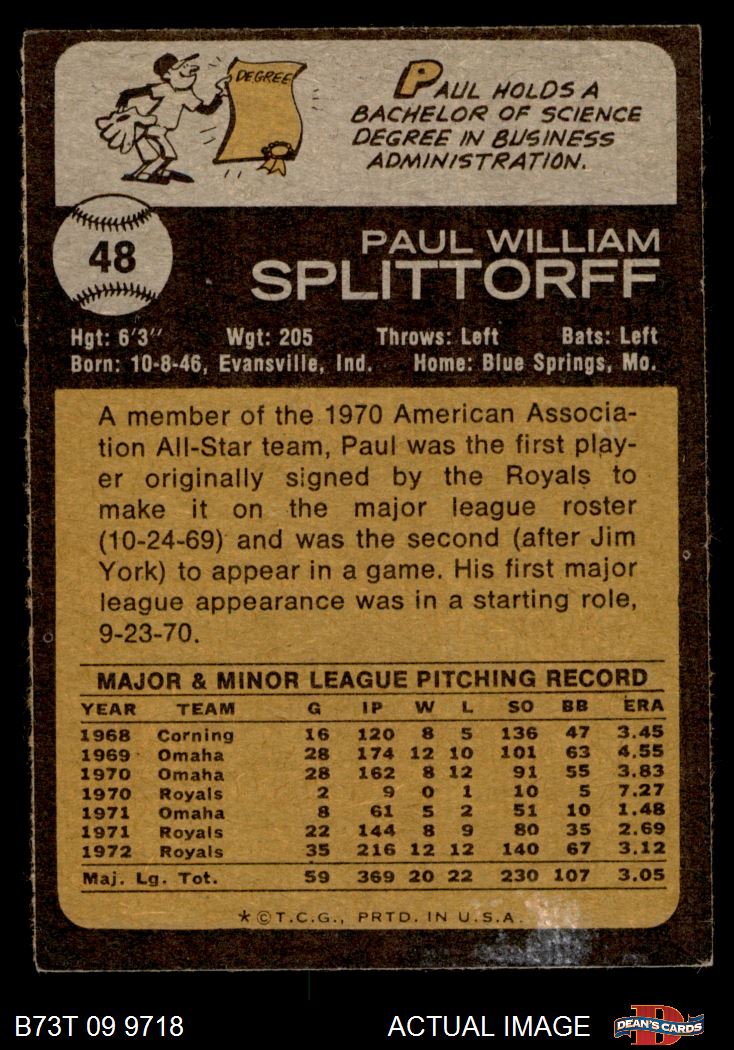 DEGREE
PAUL HOLDS A
BACHELOR OF SCIENCE
DEGREE IN BUSINESS
ADMINISTRATION.
48
PAUL WILLIAM
SPLITTORFF
Hgt: 6'3" Wgt: 205 Throws: Left Bats: Left
Born: 10-8-46, Evansville, Ind. Home: Blue Springs, Mo.
A member of the 1970 American Associa-
tion All-Star team, Paul was the first play-
er originally signed by the Royals to
make it on the major league roster
(10-24-69) and was the second (after Jim
York) to appear in a game. His first major
league appearance was in a starting role,
9-23-70.
MAJOR & MINOR LEAGUE PITCHING RECORD
YEAR TEAM G IP W L SO BB ERA
1968 Corning 16 120 8 5 136 47 3.45
1969 Omaha 28 174 12 10 101 63 4.55
1970 Omaha 28 162 8 12 91 55 3.83
1970 Royals 2 9 0 1 10 5 7.27
1971 Omaha 8 61 5 2 51 10 1.48
1971 Royals 22 144 8 9 80 35 2.69
1972 Royals 35 216 12 12 140 67 3.12
Maj. Lg. Tot. 59 369 20 22 230 107 3.05
*©T.C.G., PRTD. IN U.S.A.
B73T 09 9718 ACTUAL IMAGE DEAN'S CARDS